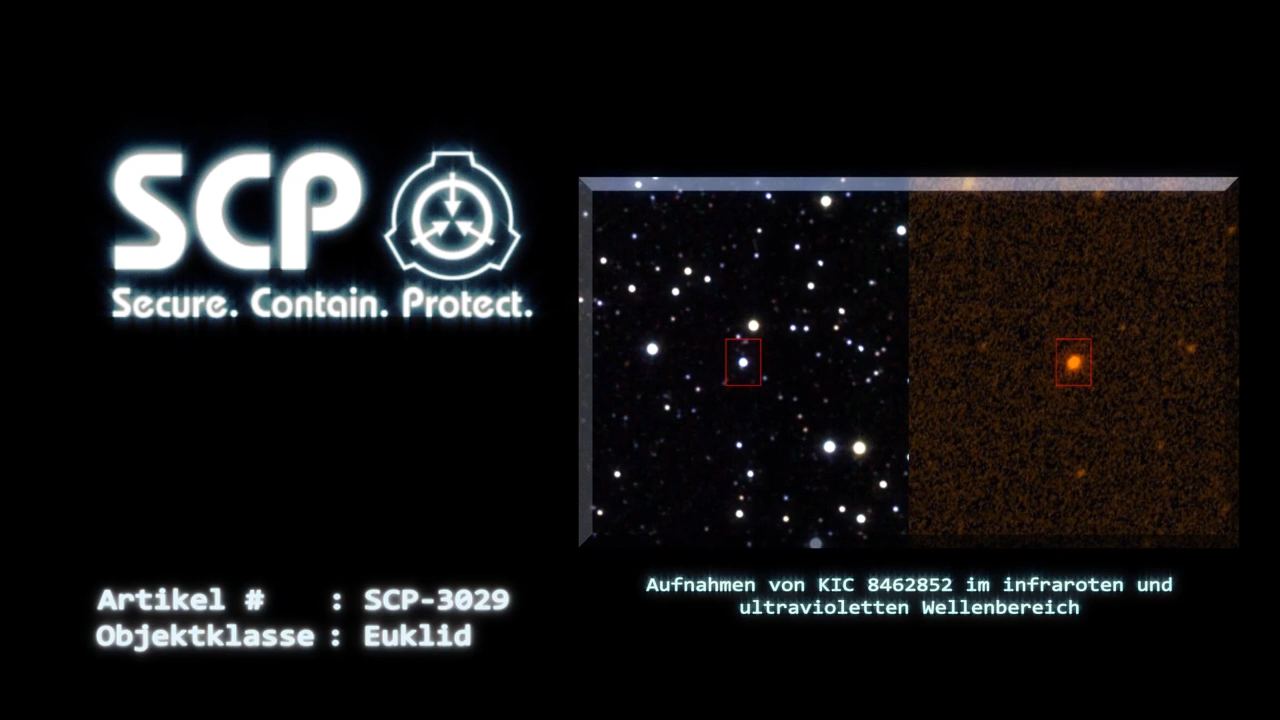 SCP
Secure. Contain. Protect.
Aufnahmen von KIC 8462852 im infraroten und
ultravioletten Wellenbereich
Artikel # : SCP-3029
Objektklasse : Euklid